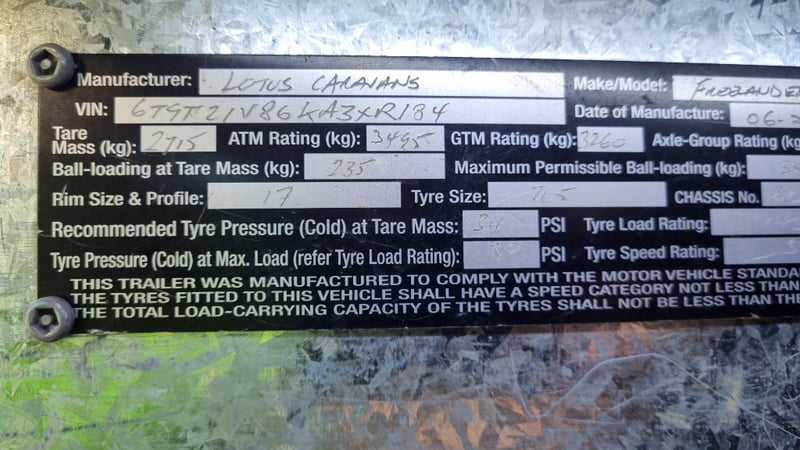 Manufacturer: LOTUS CARAVANS Make/Model:
VIN: Date of Manufacture: 06-
Tare Mass (kg): 2715 ATM Rating (kg): 3495 GTM Rating (kg): 3260 Axle-Group Rating (kg
Ball-loading at Tare Mass (kg): 235 Maximum Permissible Ball-loading (kg):
Rim Size & Profile: 17 Tyre Size: 265 CHASSIS No.
Recommended Tyre Pressure (Cold) at Tare Mass: 34 PSI Tyre Load Rating:
Tyre Pressure (Cold) at Max. Load (refer Tyre Load Rating): PSI Tyre Speed Rating:
THIS TRAILER WAS MANUFACTURED TO COMPLY WITH THE MOTOR VEHICLE STANDA
THE TYRES FITTED TO THIS VEHICLE SHALL HAVE A SPEED CATEGORY NOT LESS THAN
THE TOTAL LOAD-CARRYING CAPACITY OF THE TYRES SHALL NOT BE LESS THAN THE